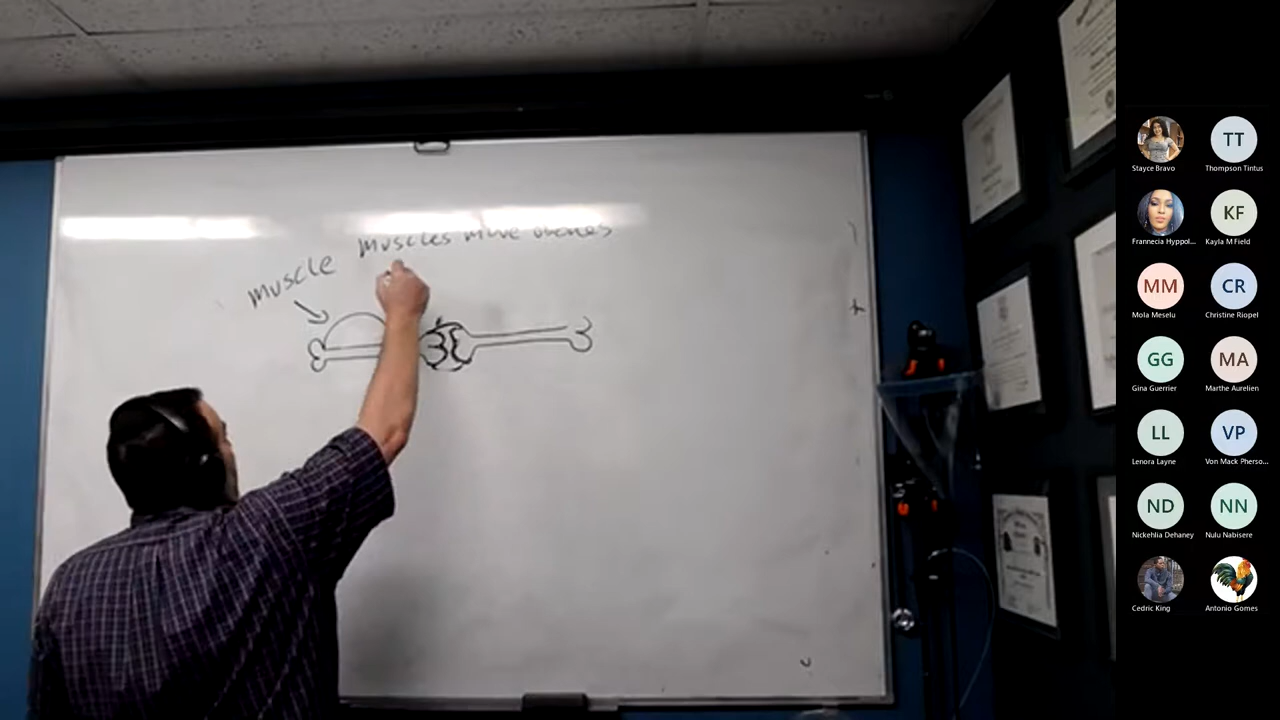 muscles move bones
muscle
TT
Stayce Bravo
Thompson Tintus
KF
Frannecia Hyppol...
Kayla M Field
MM
CR
Mola Meselu
Christine Riopel
GG
MA
Gina Guerrier
Marthe Aurelien
LL
VP
Lenora Layne
Von Mack Pherso...
ND
NN
Nickehlia Dehaney
Nulu Nabisere
Cedric King
Antonio Gomes